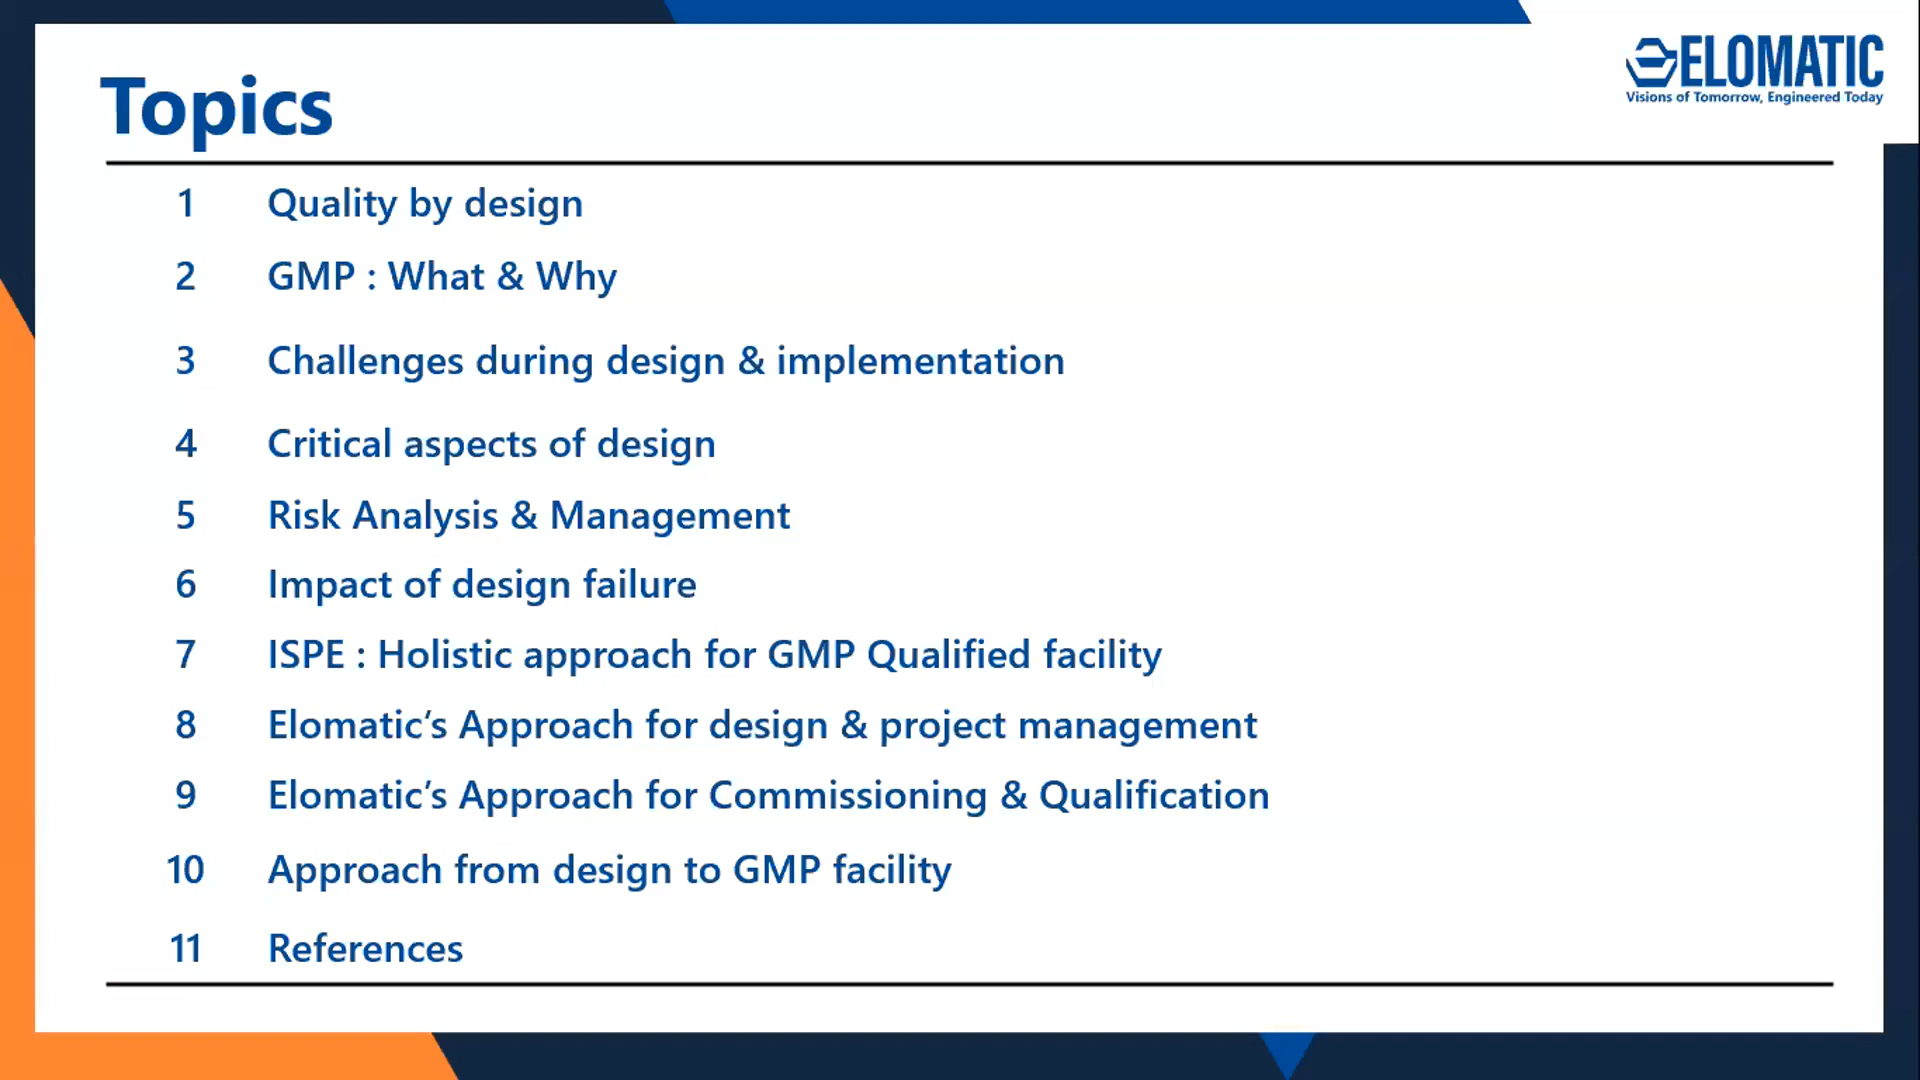 ELOMATIC
Visions of Tomorrow, Engineered Today
Topics
1 Quality by design
2 GMP : What & Why
3 Challenges during design & implementation
4 Critical aspects of design
5 Risk Analysis & Management
6 Impact of design failure
7 ISPE : Holistic approach for GMP Qualified facility
8 Elomatic’s Approach for design & project management
9 Elomatic’s Approach for Commissioning & Qualification
10 Approach from design to GMP facility
11 References